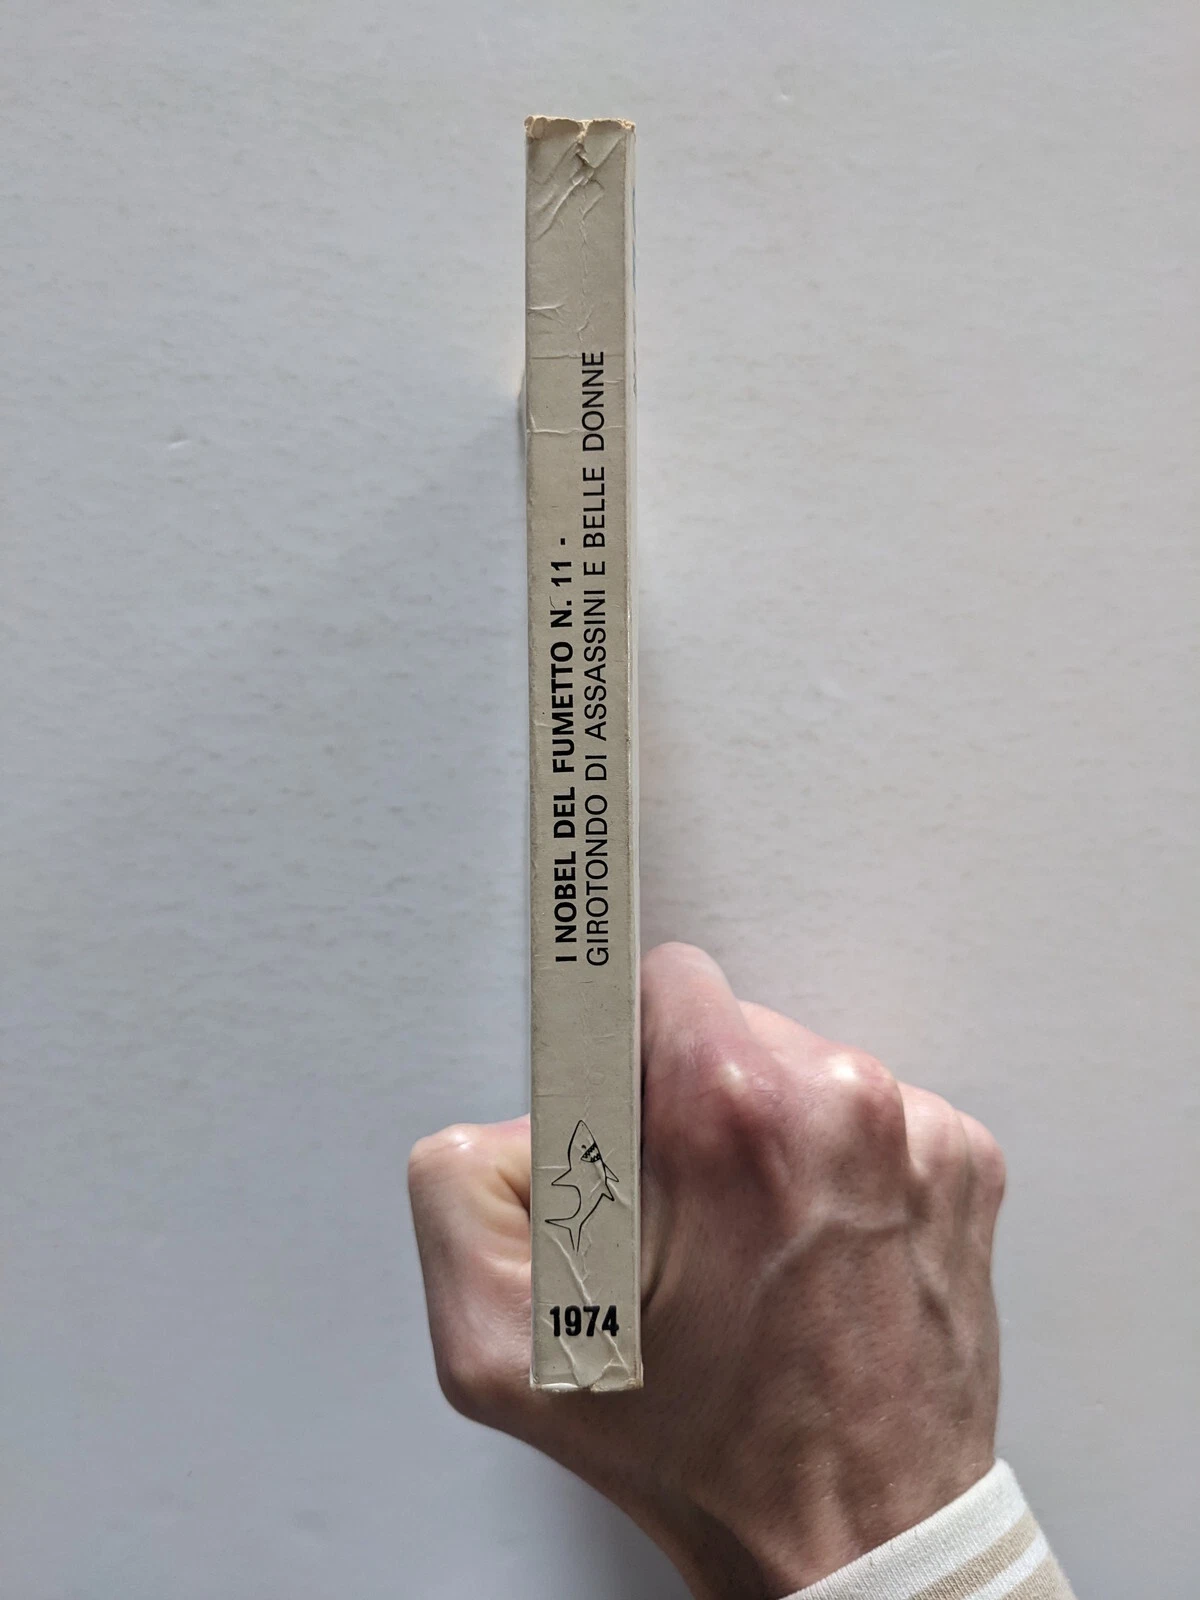 I NOBEL DEL FUMETTO N. 11 -
GIROTONDO DI ASSASSINI E BELLE DONNE
1974